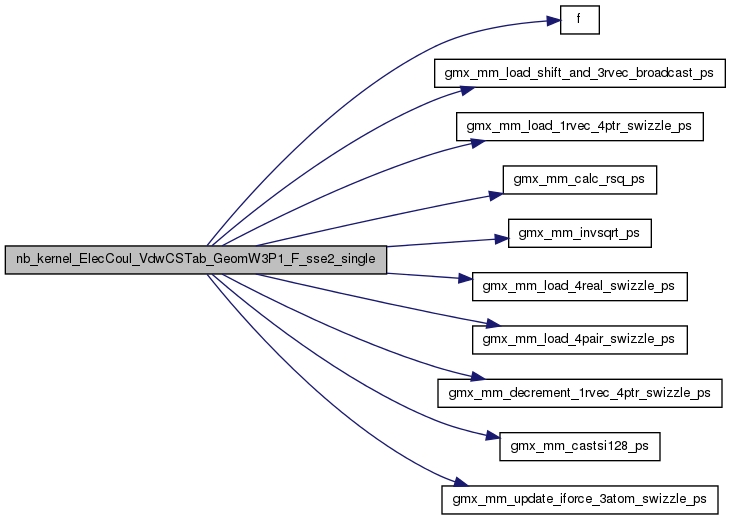 f
gmx_mm_load_shift_and_3rvec_broadcast_ps
gmx_mm_load_1rvec_4ptr_swizzle_ps
gmx_mm_calc_rsq_ps
gmx_mm_invsqrt_ps
nb_kernel_ElecCoul_VdwCSTab_GeomW3P1_F_sse2_single
gmx_mm_load_4real_swizzle_ps
gmx_mm_load_4pair_swizzle_ps
gmx_mm_decrement_1rvec_4ptr_swizzle_ps
gmx_mm_castsi128_ps
gmx_mm_update_iforce_3atom_swizzle_ps